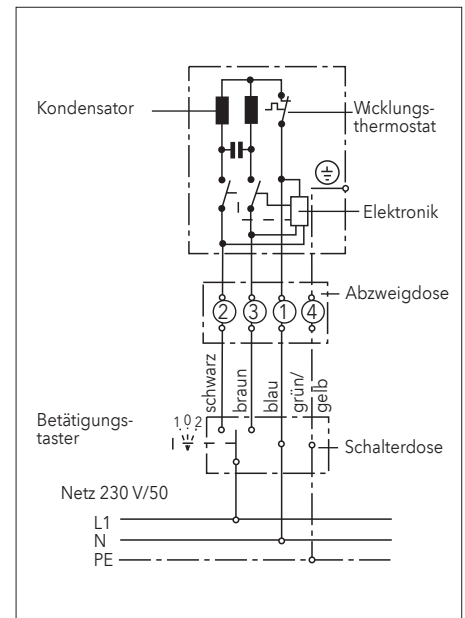 Kondensator
Wicklungs-
thermostat
Elektronik
Abzweigdose
2 3 1 4
schwarz
braun
blau
grün/
gelb
Betätigungs-
taster
1 0 2
Schalterdose
Netz 230 V/50
L1
N
PE